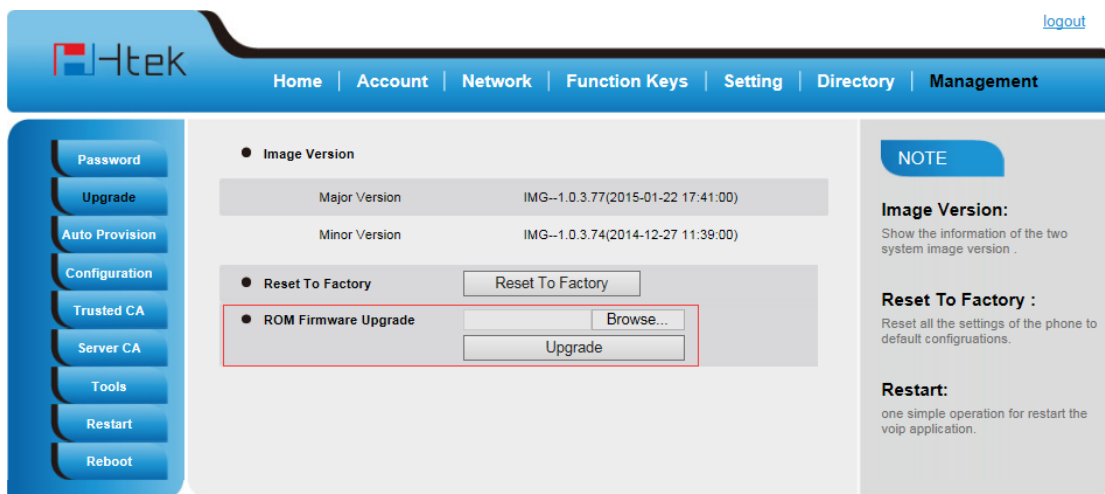 logout
Htek
Home | Account | Network | Function Keys | Setting | Directory | Management
Password
Upgrade
Auto Provision
Configuration
Trusted CA
Server CA
Tools
Restart
Reboot
Image Version
Major Version IMG--1.0.3.77(2015-01-22 17:41:00)
Minor Version IMG--1.0.3.74(2014-12-27 11:39:00)
Reset To Factory Reset To Factory
ROM Firmware Upgrade Browse...
Upgrade
NOTE
Image Version:
Show the information of the two
system image version .
Reset To Factory :
Reset all the settings of the phone to
default configruations.
Restart:
one simple operation for restart the
voip application.